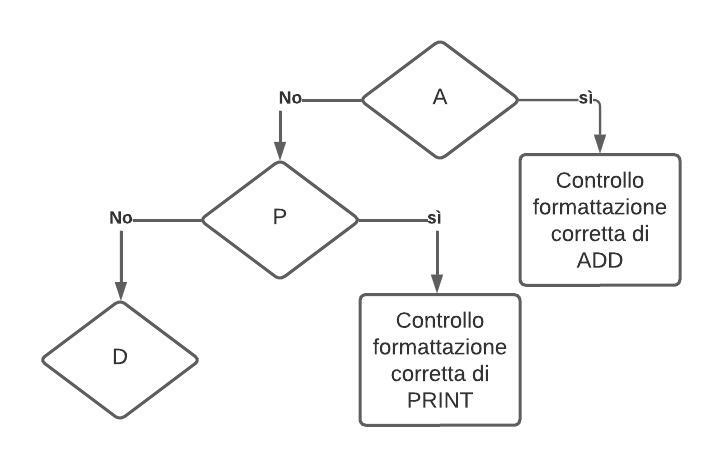 A
No
sì
Controllo
formattazione
corretta di
ADD
P
No
sì
Controllo
formattazione
corretta di
PRINT
D